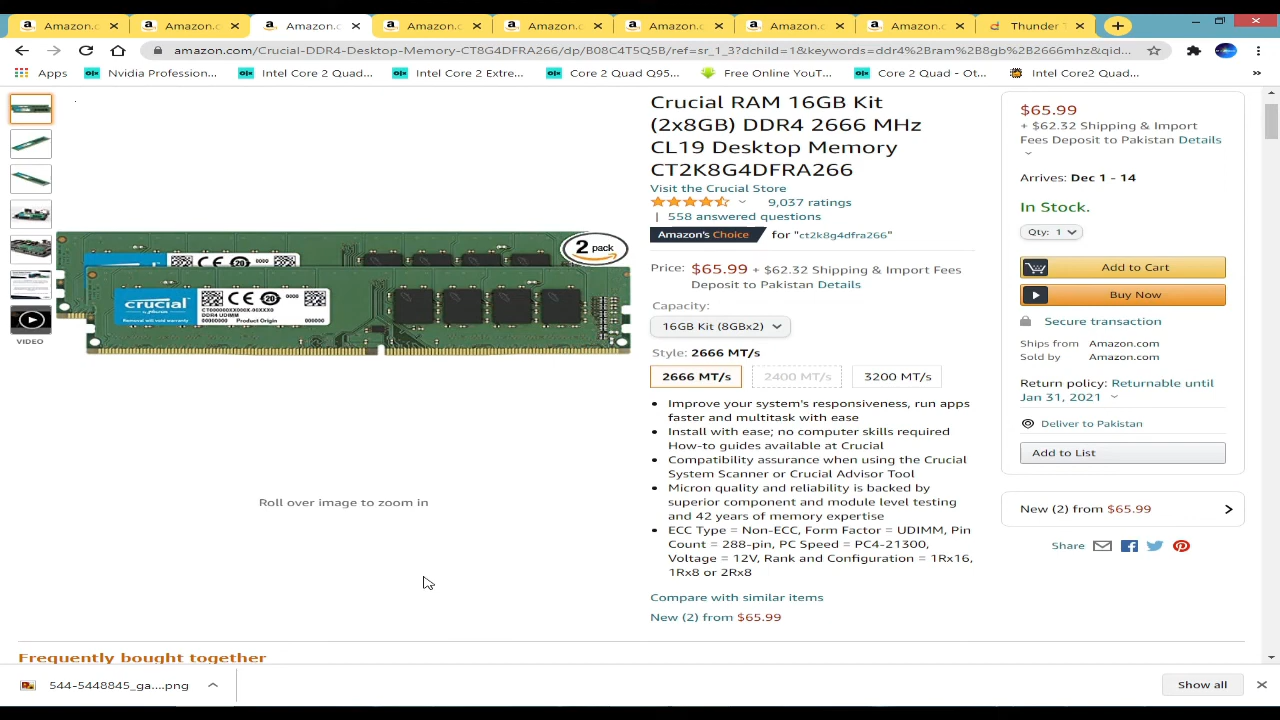 Amazon.c
Amazon.c
Amazon.c
Amazon.c
Amazon.c
Amazon.c
Amazon.c
Amazon.c
Thunder T
amazon.com/Crucial-DDR4-Desktop-Memory-CT8G4DFRA266/dp/B08C4T5Q5B/ref=sr_1_3?dchild=1&keywords=ddr4%2Bram%2B8gb%2B2666mhz&qid...
Apps
Nvidia Profession...
Intel Core 2 Quad...
Intel Core 2 Extre...
Core 2 Quad Q95...
Free Online YouT...
Core 2 Quad - Ot...
Intel Core2 Quad...
VIDEO
2 pack
crucial
by Micron
Removal will void warranty
DDR4 UDIMM
Product Origin
Roll over image to zoom in
Crucial RAM 16GB Kit
(2x8GB) DDR4 2666 MHz
CL19 Desktop Memory
CT2K8G4DFRA266
Visit the Crucial Store
9,037 ratings
| 558 answered questions
Amazon's Choice for "ct2k8g4dfra266"
Price: $65.99 + $62.32 Shipping & Import Fees
Deposit to Pakistan Details
Capacity:
16GB Kit (8GBx2)
Style: 2666 MT/s
2666 MT/s
2400 MT/s
3200 MT/s
Improve your system's responsiveness, run apps
faster and multitask with ease
Install with ease; no computer skills required
How-to guides available at Crucial
Compatibility assurance when using the Crucial
System Scanner or Crucial Advisor Tool
Micron quality and reliability is backed by
superior component and module level testing
and 42 years of memory expertise
ECC Type = Non-ECC, Form Factor = UDIMM, Pin
Count = 288-pin, PC Speed = PC4-21300,
Voltage = 12V, Rank and Configuration = 1Rx16,
1Rx8 or 2Rx8
Compare with similar items
New (2) from $65.99
$65.99
+ $62.32 Shipping & Import
Fees Deposit to Pakistan Details
Arrives: Dec 1 - 14
In Stock.
Qty: 1
Add to Cart
Buy Now
Secure transaction
Ships from Amazon.com
Sold by Amazon.com
Return policy: Returnable until
Jan 31, 2021
Deliver to Pakistan
Add to List
New (2) from $65.99
Share
Frequently bought together
544-5448845_ga....png
Show all